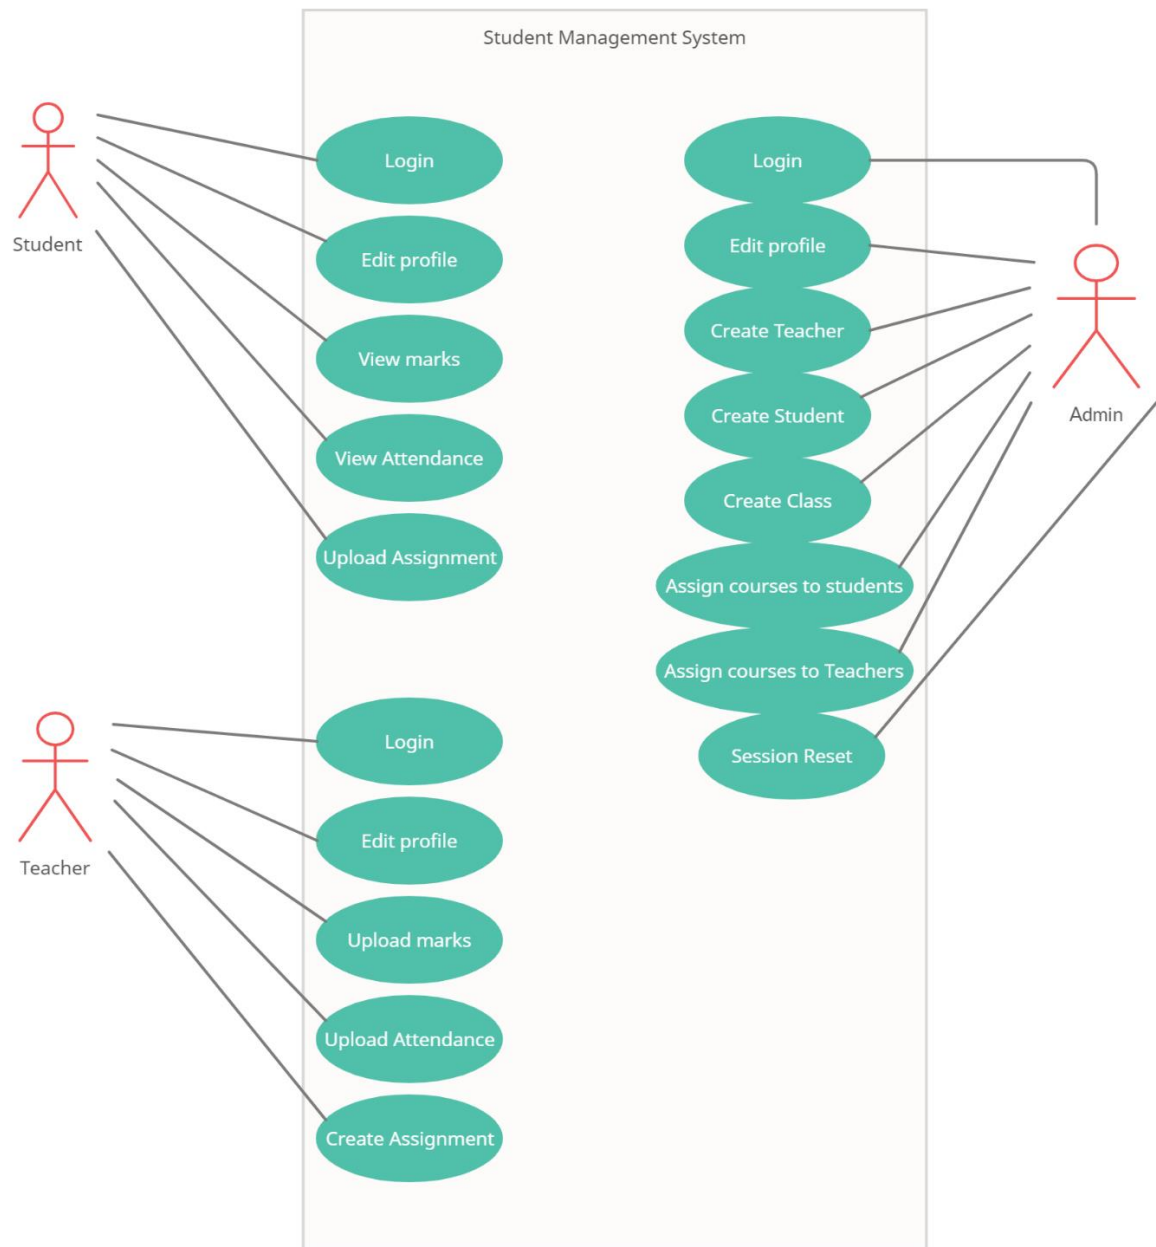 Student Management System
Student
Login
Edit profile
View marks
View Attendance
Upload Assignment
Teacher
Login
Edit profile
Upload marks
Upload Attendance
Create Assignment
Login
Edit profile
Create Teacher
Create Student
Create Class
Assign courses to students
Assign courses to Teachers
Session Reset
Admin